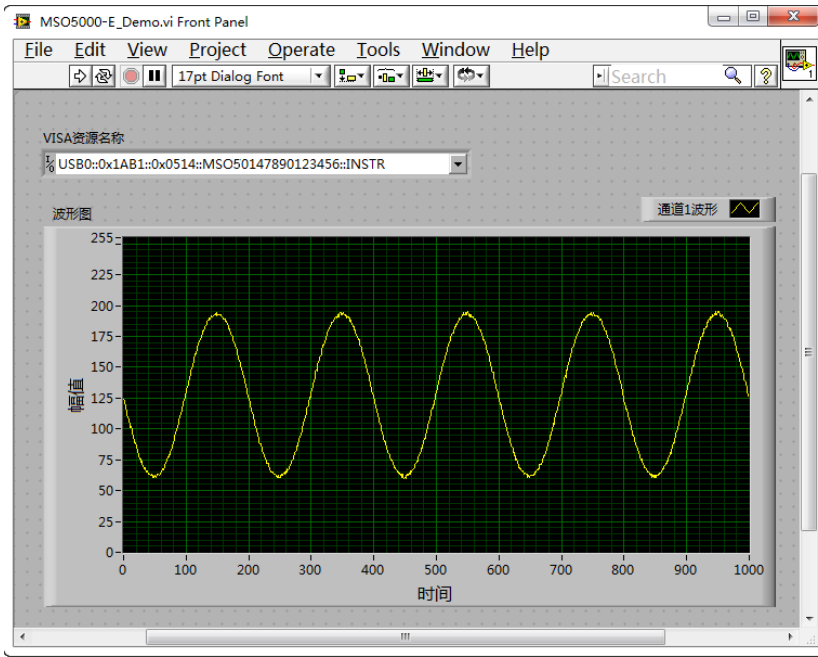 MSO5000-E_Demo.vi Front Panel
File Edit View Project Operate Tools Window Help
17pt Dialog Font Search
1
VISA资源名称
USB0::0x1AB1::0x0514::MSO50147890123456::INSTR
波形图 通道1波形
255
225
200
175
150
125
100
75
50
25
0
幅值
0 100 200 300 400 500 600 700 800 900 1000
时间